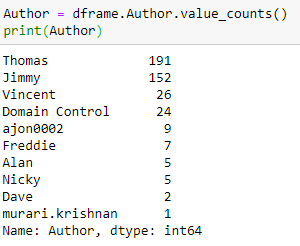 Author = dframe.Author.value_counts()
print(Author)
Thomas 191
Jimmy 152
Vincent 26
Domain Control 24
ajon0002 9
Freddie 7
Alan 5
Nicky 5
Dave 2
murari.krishnan 1
Name: Author, dtype: int64